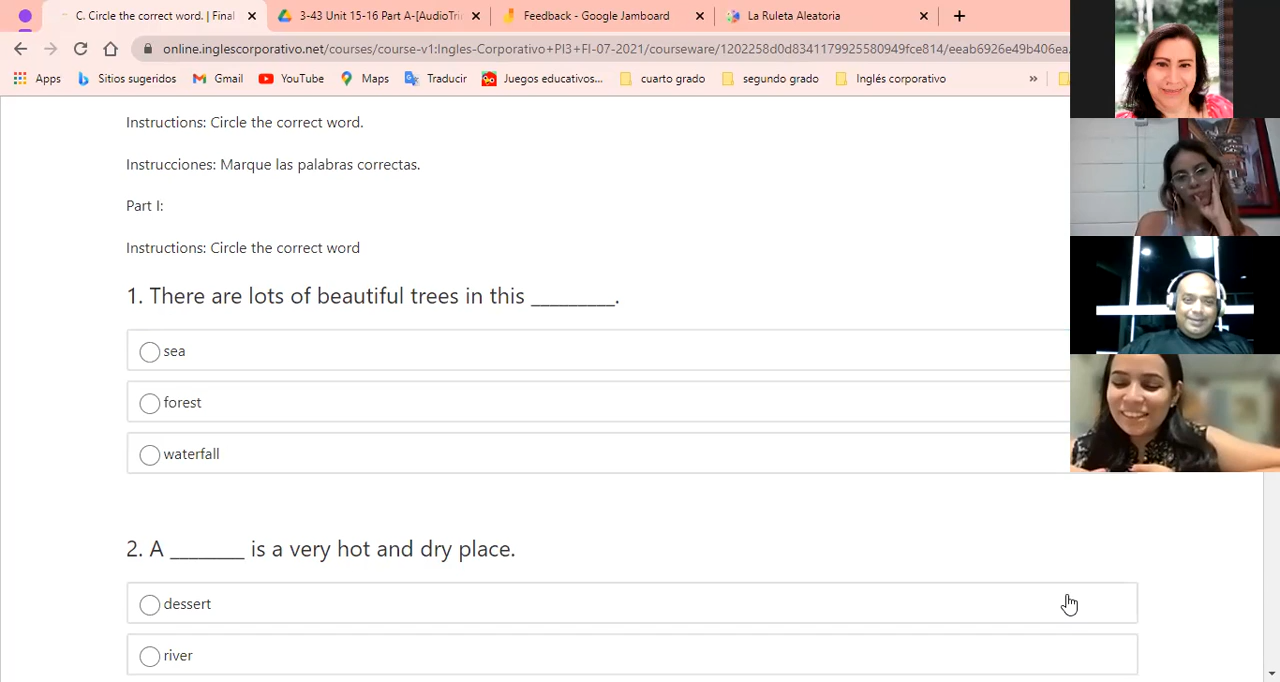 C. Circle the correct word. | Final
3-43 Unit 15-16 Part A-[AudioTri
Feedback - Google Jamboard
La Ruleta Aleatoria
online.inglescorporativo.net/courses/course-v1:Ingles-Corporativo+PI3+FI-07-2021/courseware/1202258d0d8341179925580949fce814/eeab6926e49b406ea
Apps Sitios sugeridos Gmail YouTube Maps Traducir Juegos educativos... cuarto grado segundo grado Inglés corporativo »
Instructions: Circle the correct word.
Instrucciones: Marque las palabras correctas.
Part I:
Instructions: Circle the correct word
1. There are lots of beautiful trees in this _________.
sea
forest
waterfall
2. A ________ is a very hot and dry place.
dessert
river